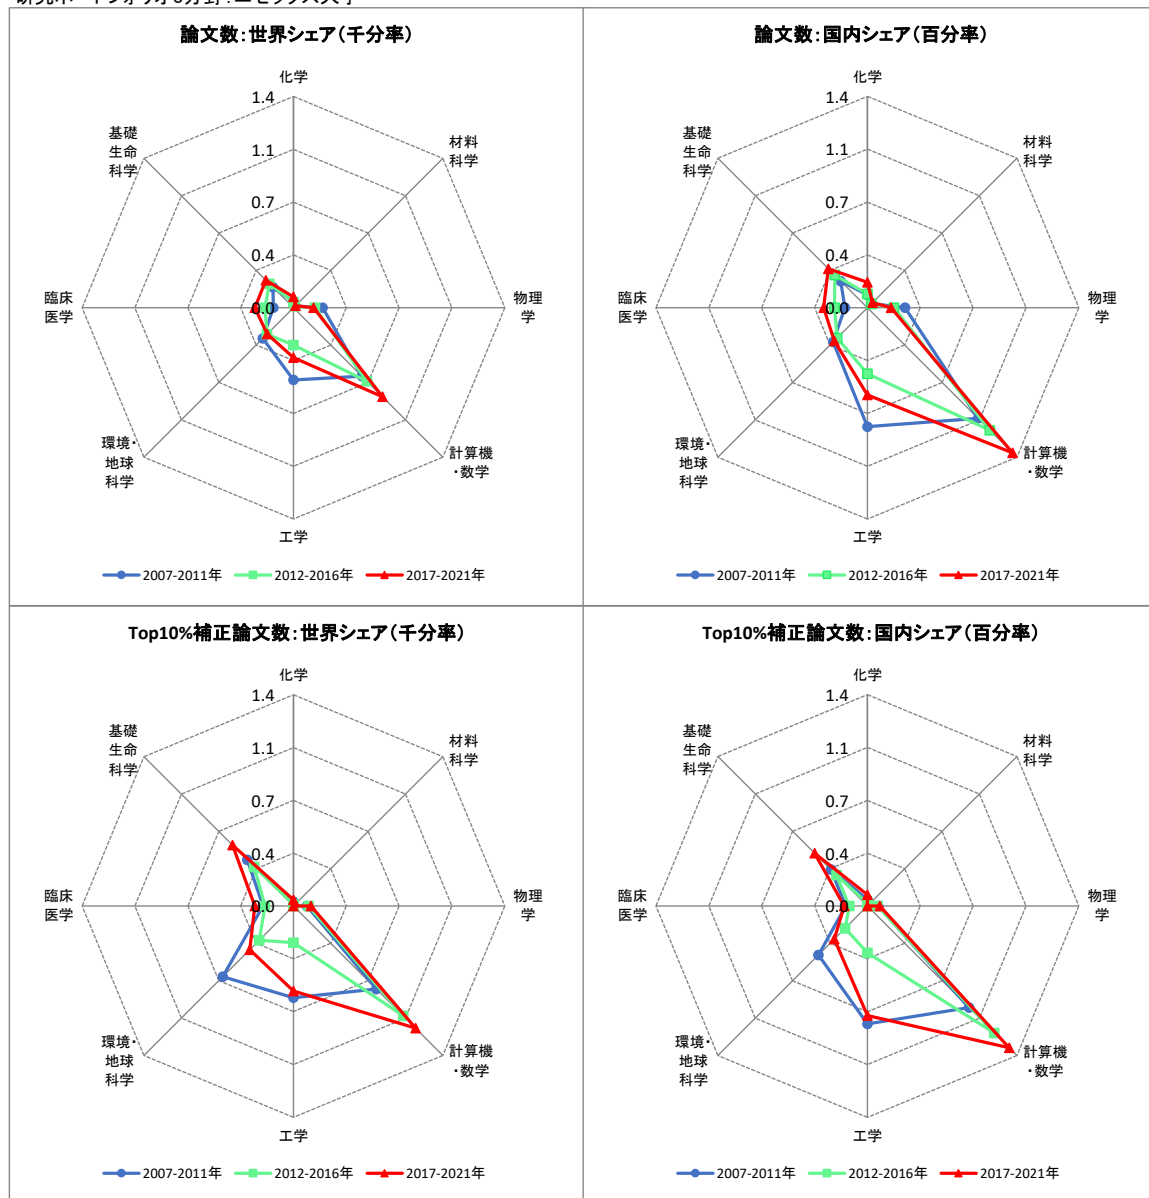 論文数:世界シェア(千分率)
化学
1.4
1.1
0.7
0.4
0.0
材料
科学
物理
学
計算機
・数学
工学
環境・
地球
科学
臨床
医学
基礎
生命
科学
2007-2011年
2012-2016年
2017-2021年
論文数:国内シェア(百分率)
化学
1.4
1.1
0.7
0.4
0.0
材料
科学
物理
学
計算機
・数学
工学
環境・
地球
科学
臨床
医学
基礎
生命
科学
2007-2011年
2012-2016年
2017-2021年
Top10%補正論文数:世界シェア(千分率)
化学
1.4
1.1
0.7
0.4
0.0
材料
科学
物理
学
計算機
・数学
工学
環境・
地球
科学
臨床
医学
基礎
生命
科学
2007-2011年
2012-2016年
2017-2021年
Top10%補正論文数:国内シェア(百分率)
化学
1.4
1.1
0.7
0.4
0.0
材料
科学
物理
学
計算機
・数学
工学
環境・
地球
科学
臨床
医学
基礎
生命
科学
2007-2011年
2012-2016年
2017-2021年